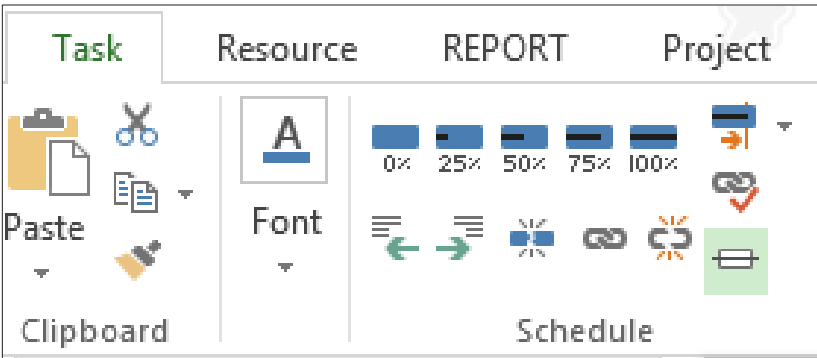 Task Resource REPORT Project
A
0% 25% 50% 75% 100%
Paste Font
Clipboard Schedule